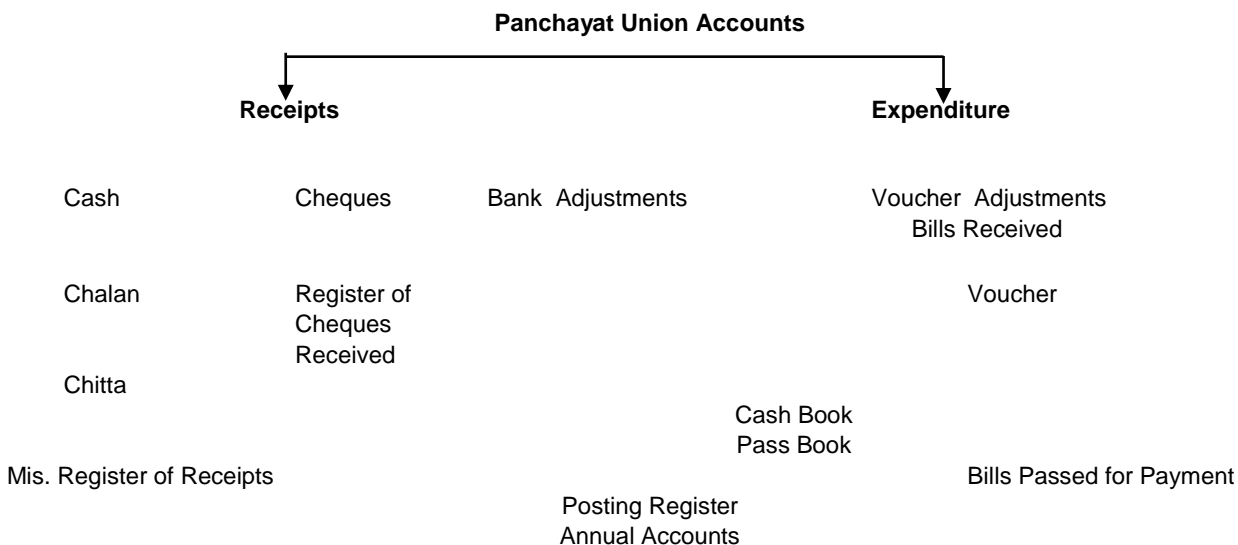 Panchayat Union Accounts
Receipts Expenditure
Cash Cheques Bank Adjustments Voucher Adjustments
Bills Received
Chalan Register of Voucher
Cheques
Received
Chitta
Cash Book
Pass Book
Mis. Register of Receipts Bills Passed for Payment
Posting Register
Annual Accounts